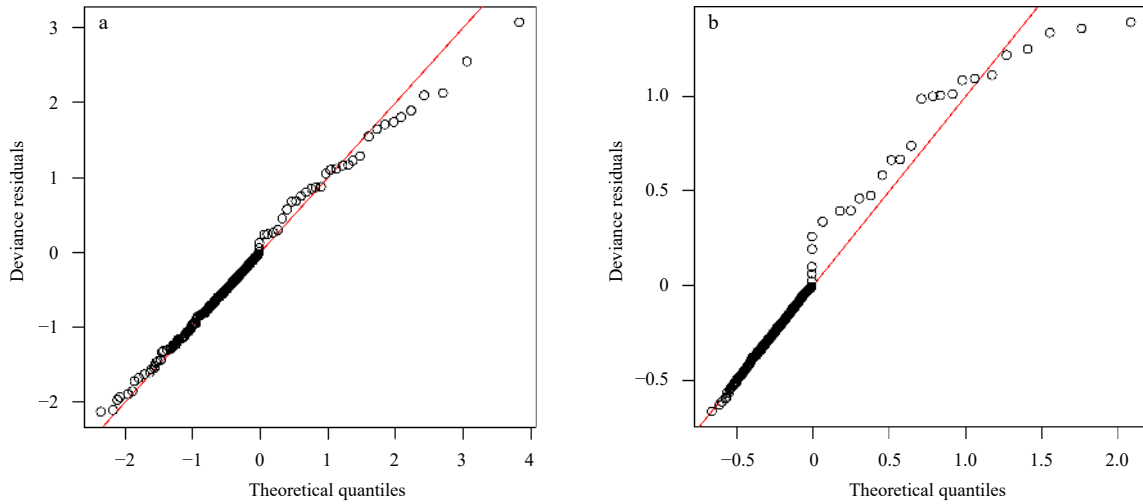 a
3
2
1
0
−1
−2
Deviance residuals
−2 −1 0 1 2 3 4
Theoretical quantiles
b
1.0
0.5
0
−0.5
Deviance residuals
−0.5 0 0.5 1.0 1.5 2.0
Theoretical quantiles